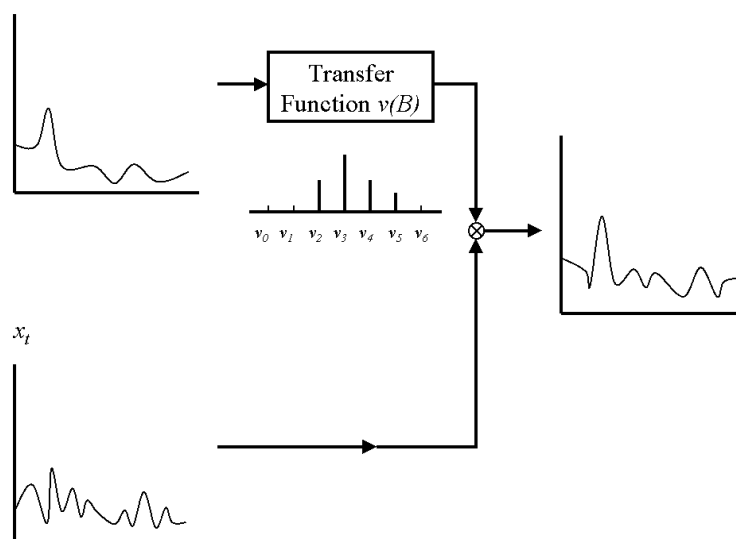 Transfer
Function v(B)
v₀ v₁ v₂ v₃ v₄ v₅ v₆
xₜ